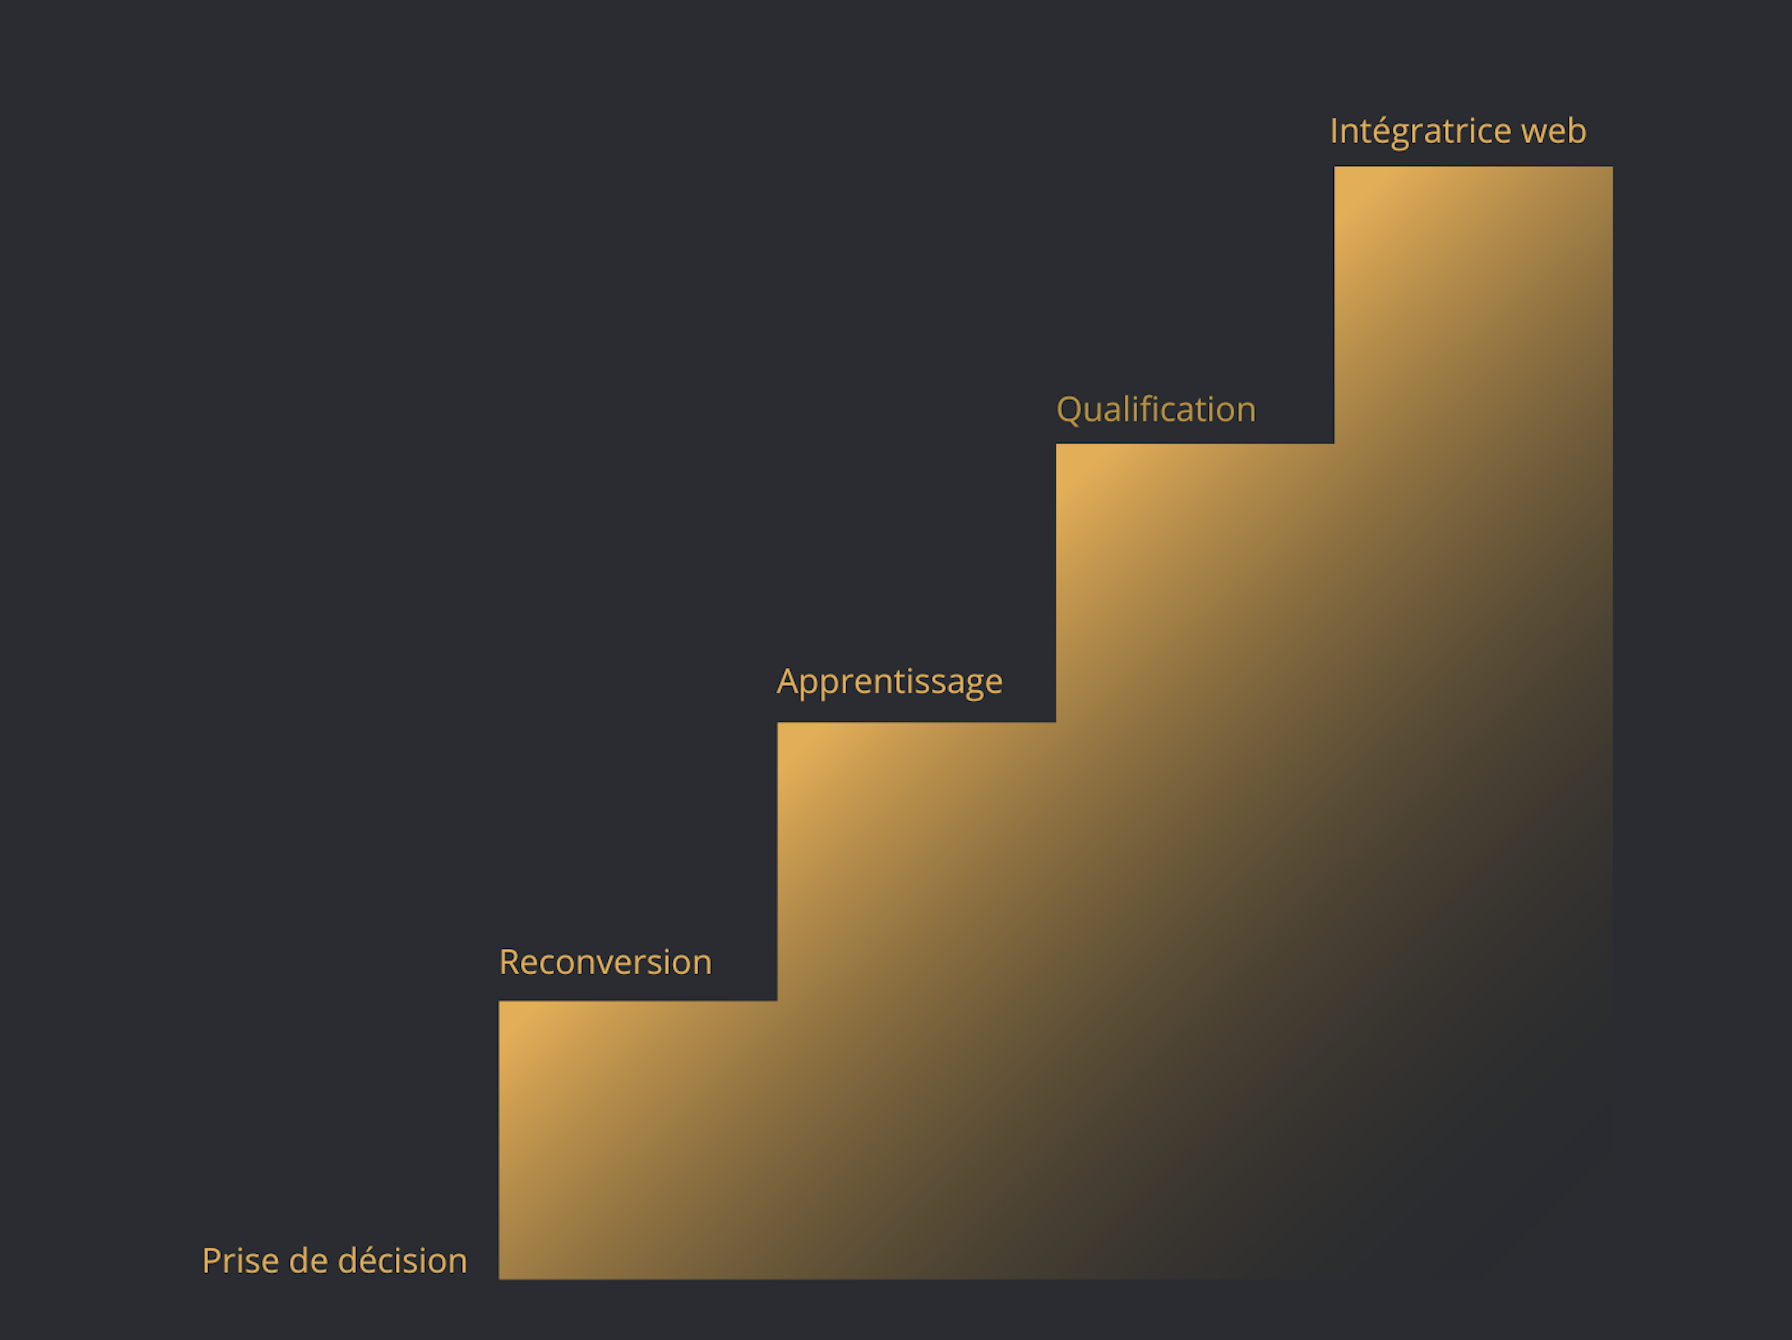 Intégratrice web
Qualification
Apprentissage
Reconversion
Prise de décision